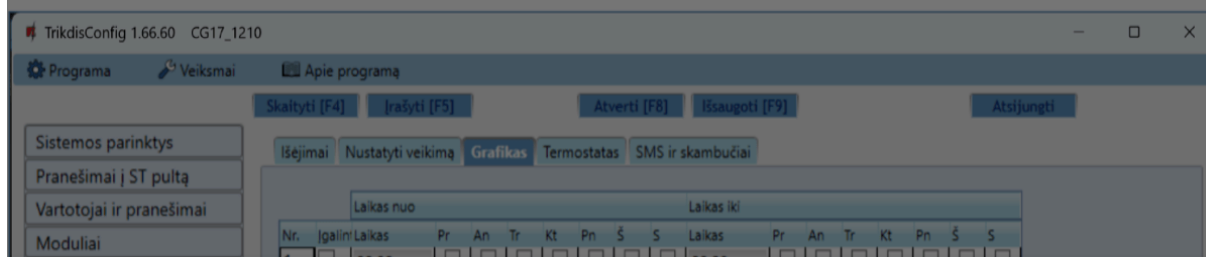 TrikdisConfig 1.66.60 CG17_1210
Programa Veiksmai Apie programą
Skaityti [F4] Įrašyti [F5] Atverti [F8] Išsaugoti [F9] Atsijungti
Sistemos parinktys
Išėjimai Nustatyti veikimą Grafikas Termostatas SMS ir skambučiai
Pranešimai į ST pultą
Vartotojai ir pranešimai
Laikas nuo Laikas iki
Moduliai
Nr. Įgalint Laikas Pr An Tr Kt Pn Š S Laikas Pr An Tr Kt Pn Š S